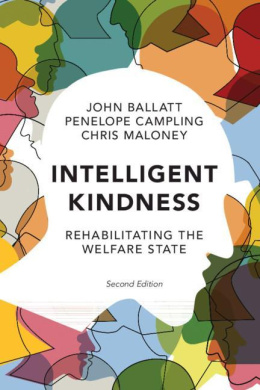 JOHN BALLATT
PENELOPE CAMPLING
CHRIS MALONEY
INTELLIGENT
KINDNESS
REHABILITATING THE
WELFARE STATE
Second Edition